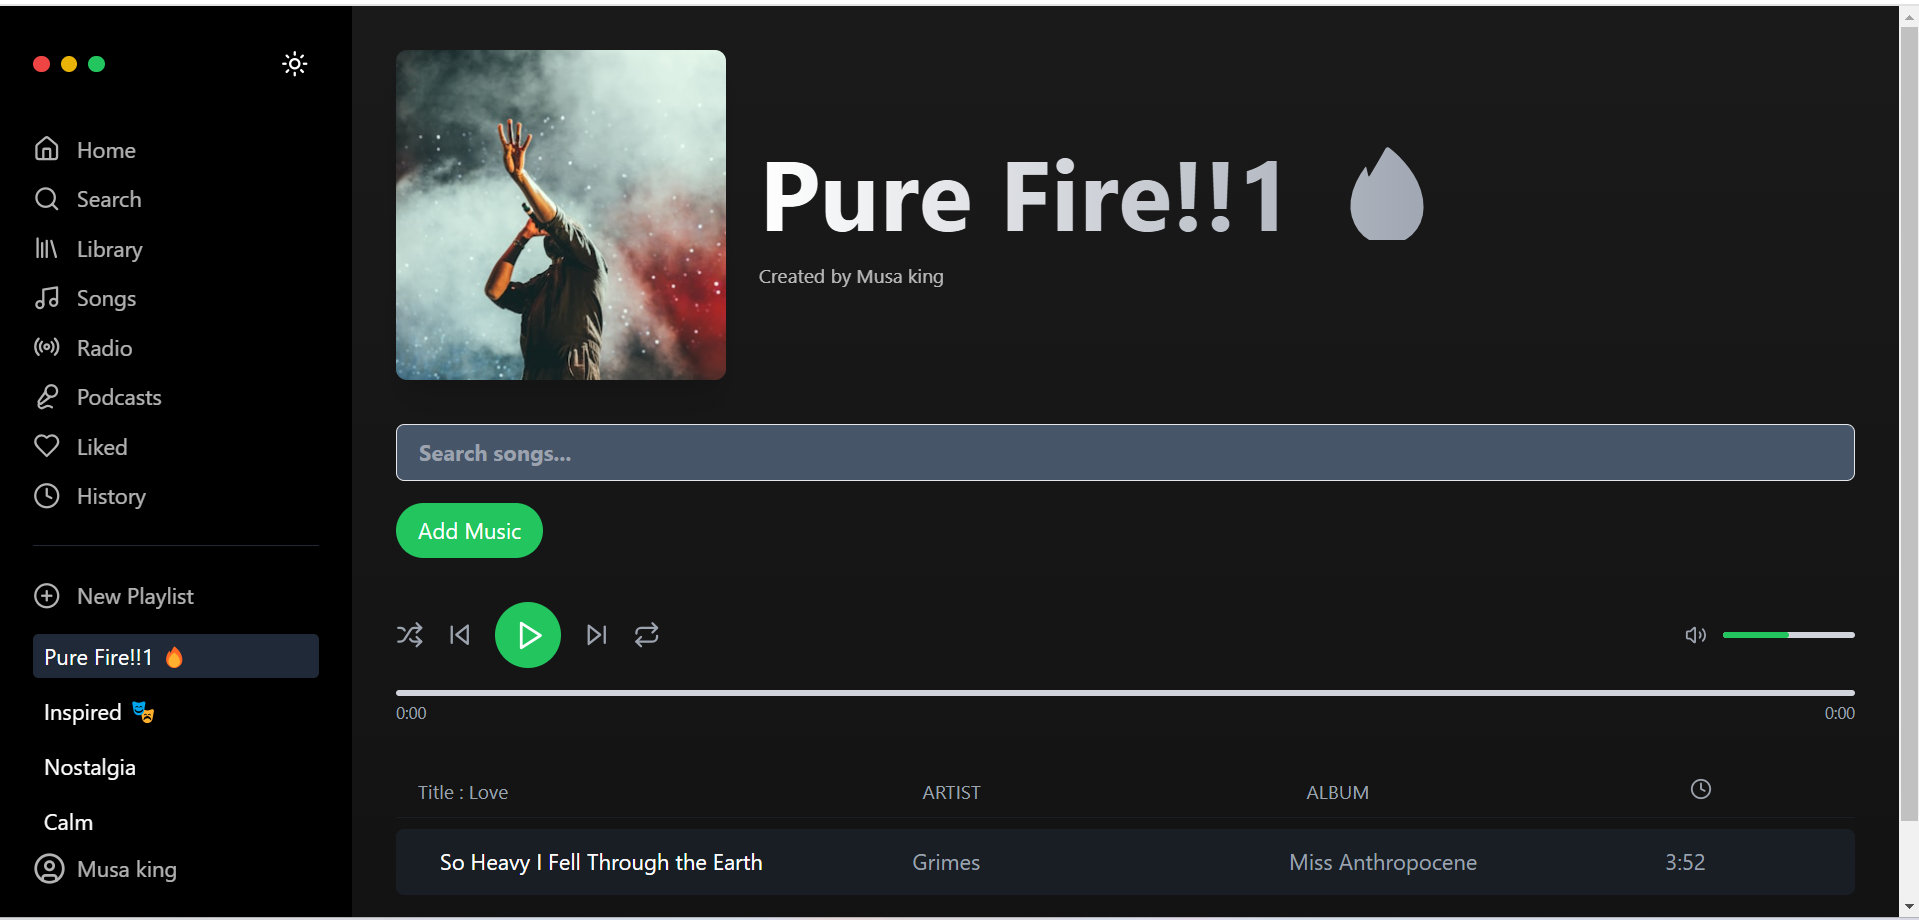 Home
Search
Library
Songs
Radio
Podcasts
Liked
History
New Playlist
Pure Fire!!1 🔥
Inspired 🎭
Nostalgia
Calm
Musa king
Pure Fire!!1 🔥
Created by Musa king
Search songs...
Add Music
0:00 0:00
Title : Love ARTIST ALBUM
So Heavy I Fell Through the Earth Grimes Miss Anthropocene 3:52